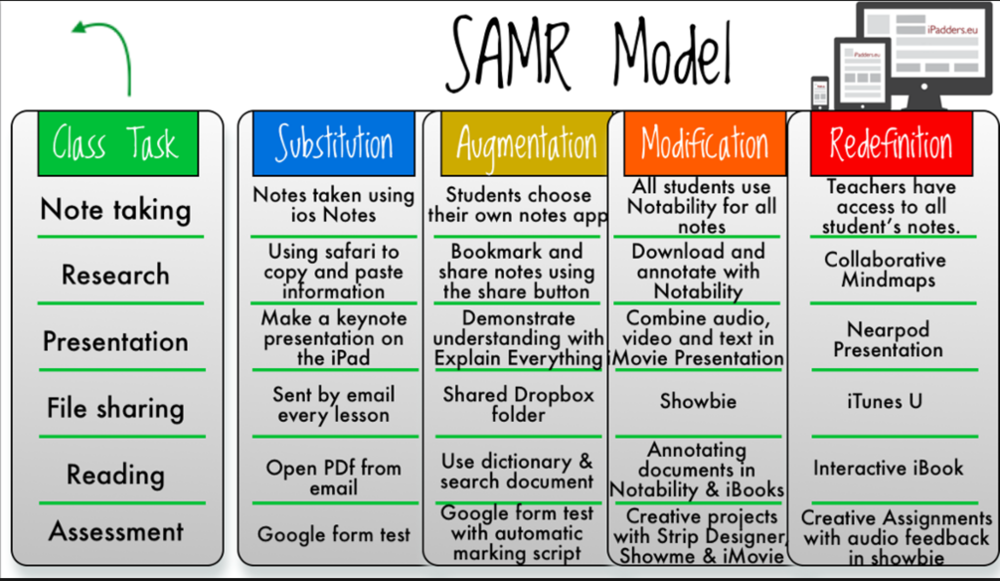 SAMR Model
iPadders.eu
iPadders.eu
Class Task
Substitution
Augmentation
Modification
Redefinition
Note taking
Notes taken using
ios Notes
Students choose
their own notes app
All students use
Notability for all
notes
Teachers have
access to all
student's notes.
Research
Using safari to
copy and paste
information
Bookmark and
share notes using
the share button
Download and
annotate with
Notability
Collaborative
Mindmaps
Presentation
Make a keynote
presentation on
the iPad
Demonstrate
understanding with
Explain Everything
Combine audio,
video and text in
iMovie Presentation
Nearpod
Presentation
File sharing
Sent by email
every lesson
Shared Dropbox
folder
Showbie
iTunes U
Reading
Open PDf from
email
Use dictionary &
search document
Annotating
documents in
Notability & iBooks
Interactive iBook
Assessment
Google form test
Google form test
with automatic
marking script
Creative projects
with Strip Designer,
Showme & iMovie
Creative Assignments
with audio feedback
in showbie